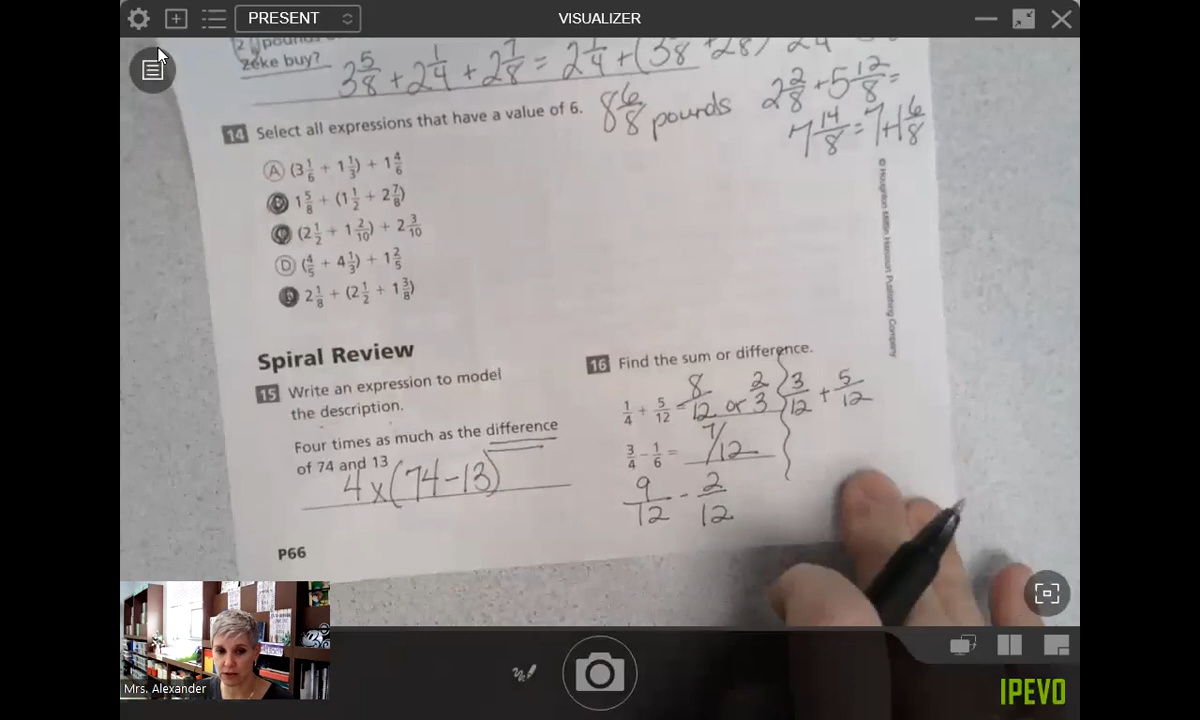 PRESENT
VISUALIZER
pounds
Zeke buy?
3 5/8 + 2 1/4 + 2 7/8 = 2 1/4 + (3 5/8 + 2 7/8)
8 6/8 pounds
2 2/8 + 5 12/8 =
7 14/8 = 7 + 1 6/8
14 Select all expressions that have a value of 6.
A (3 1/6 + 1 1/3) + 1 4/6
1 5/8 + (1 1/2 + 2 7/8)
(2 1/2 + 1 2/10) + 2 3/10
D (4/5 + 4 1/3) + 1 2/5
2 1/8 + (2 1/2 + 1 3/8)
© Houghton Mifflin Harcourt Publishing Company
Spiral Review
15 Write an expression to model
the description.
Four times as much as the difference
of 74 and 13
4 x (74 - 13)
16 Find the sum or difference.
1/4 + 5/12 = 8/12 or 2/3
3/12 + 5/12
3/4 - 1/6 = 7/12
9/12 - 2/12
P66
Mrs. Alexander
IPEVO